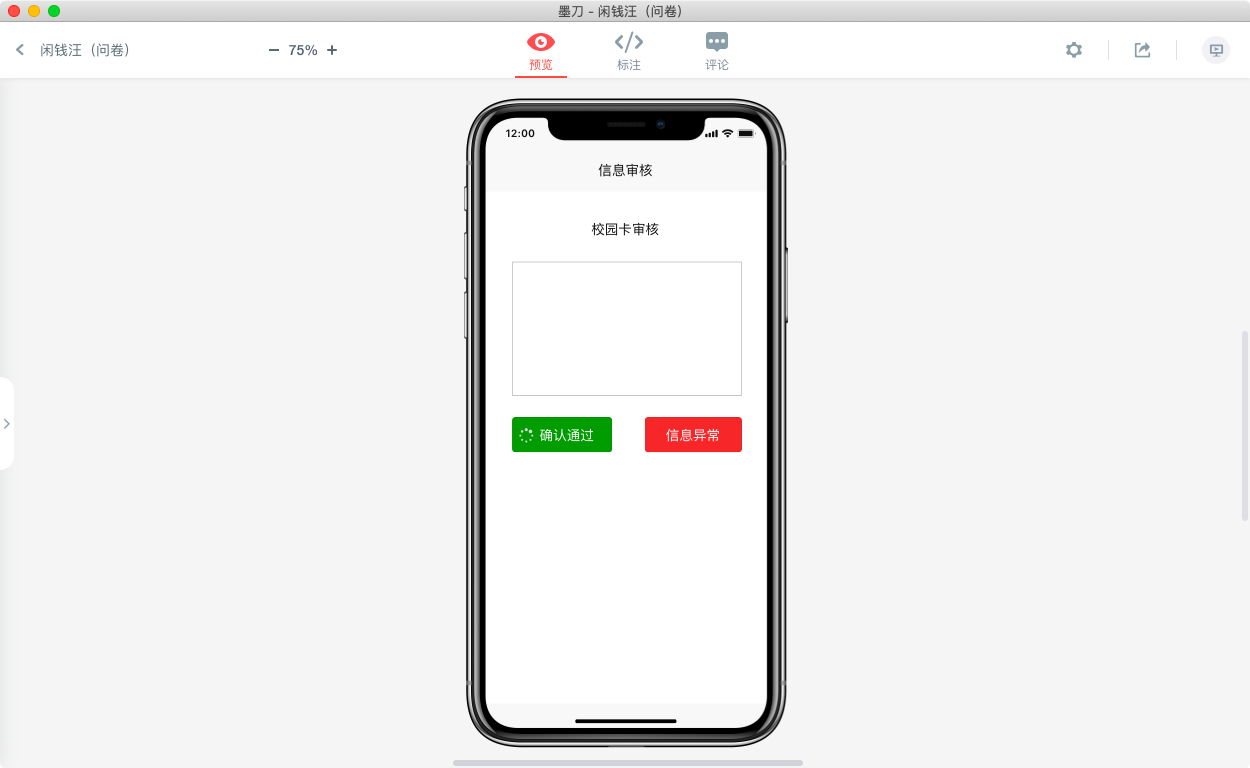 墨刀 - 闲钱汪（问卷）
闲钱汪（问卷）
75%
预览
标注
评论
12:00
信息审核
校园卡审核
确认通过
信息异常